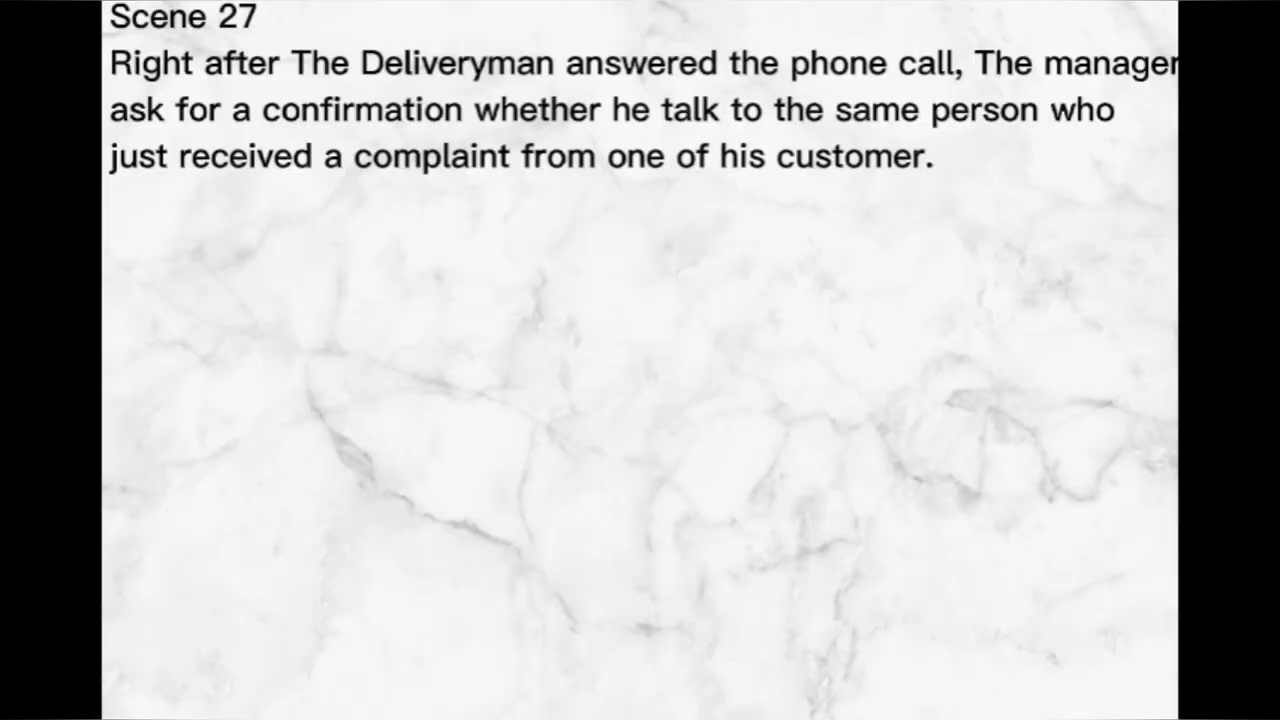 Scene 27
Right after The Deliveryman answered the phone call, The manager
ask for a confirmation whether he talk to the same person who
just received a complaint from one of his customer.